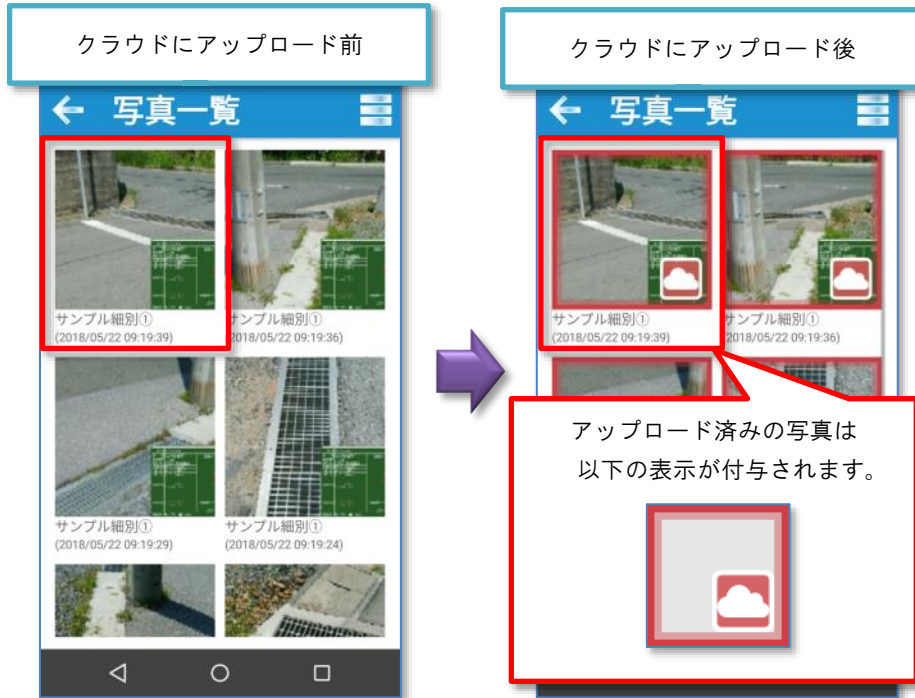 クラウドにアップロード前
写真一覧
サンプル細別①
(2018/05/22 09:19:39)
サンプル細別①
2018/05/22 09:19:36)
サンプル細別①
(2018/05/22 09:19:29)
サンプル細別①
(2018/05/22 09:19:24)
クラウドにアップロード後
写真一覧
サンプル細別①
(2018/05/22 09:19:39)
サンプル細別①
2018/05/22 09:19:36)
アップロード済みの写真は
以下の表示が付与されます。